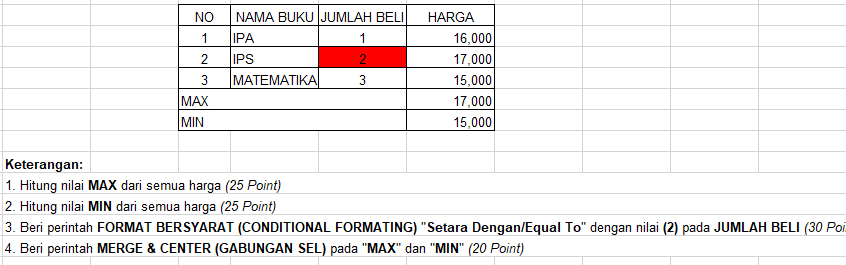 NO NAMA BUKU JUMLAH BELI HARGA
1 IPA 1 16,000
2 IPS 2 17,000
3 MATEMATIKA 3 15,000
MAX 17,000
MIN 15,000
Keterangan:
1. Hitung nilai MAX dari semua harga (25 Point)
2. Hitung nilai MIN dari semua harga (25 Point)
3. Beri perintah FORMAT BERSYARAT (CONDITIONAL FORMATING) "Setara Dengan/Equal To" dengan nilai (2) pada JUMLAH BELI (30 Poi
4. Beri perintah MERGE & CENTER (GABUNGAN SEL) pada "MAX" dan "MIN" (20 Point)